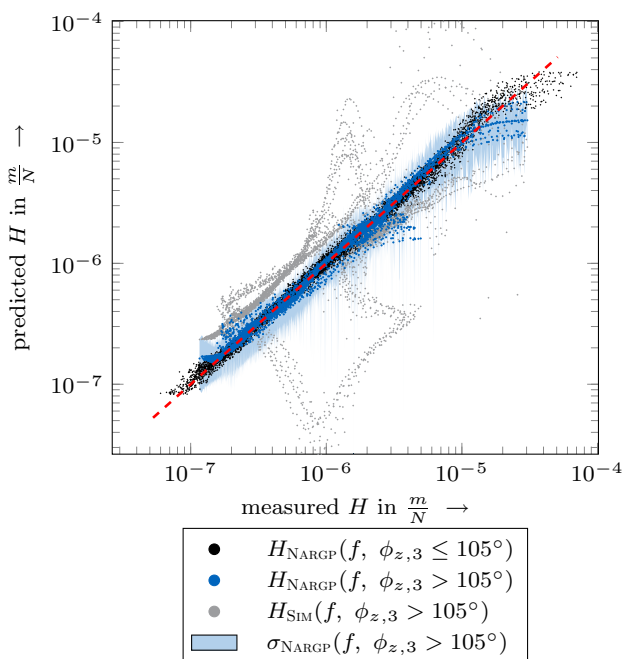 10⁻⁴
10⁻⁵
10⁻⁶
10⁻⁷
predicted H in m/N →
10⁻⁷ 10⁻⁶ 10⁻⁵ 10⁻⁴
measured H in m/N →
H_NARGP(f, ϕ_z,3 ≤ 105°)
H_NARGP(f, ϕ_z,3 > 105°)
H_SIM(f, ϕ_z,3 > 105°)
σ_NARGP(f, ϕ_z,3 > 105°)